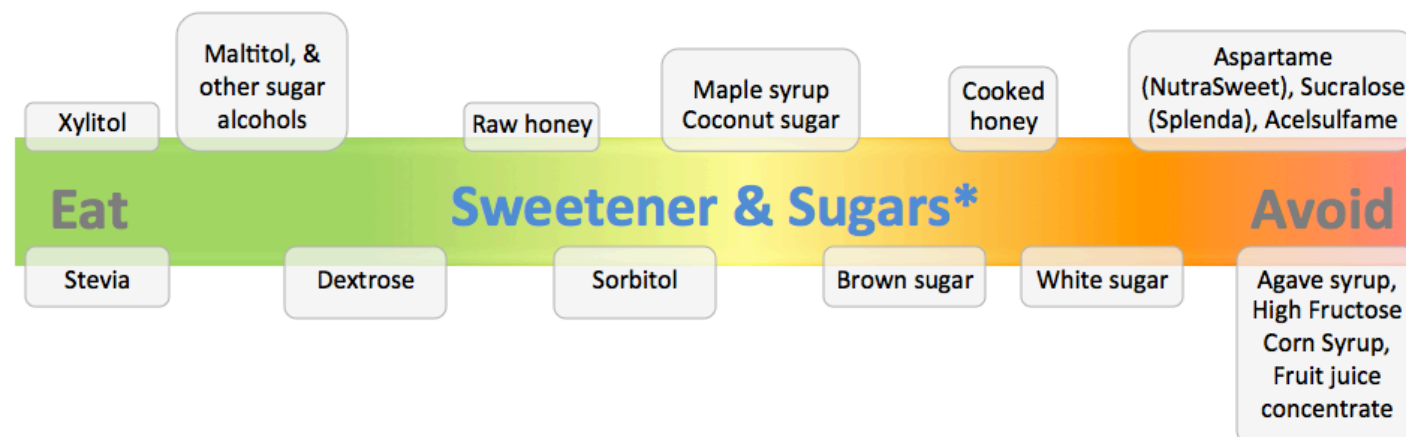 Xylitol
Maltitol, &
other sugar
alcohols
Raw honey
Maple syrup
Coconut sugar
Cooked
honey
Aspartame
(NutraSweet), Sucralose
(Splenda), Acelsulfame
Eat
Sweetener & Sugars*
Avoid
Stevia
Dextrose
Sorbitol
Brown sugar
White sugar
Agave syrup,
High Fructose
Corn Syrup,
Fruit juice
concentrate